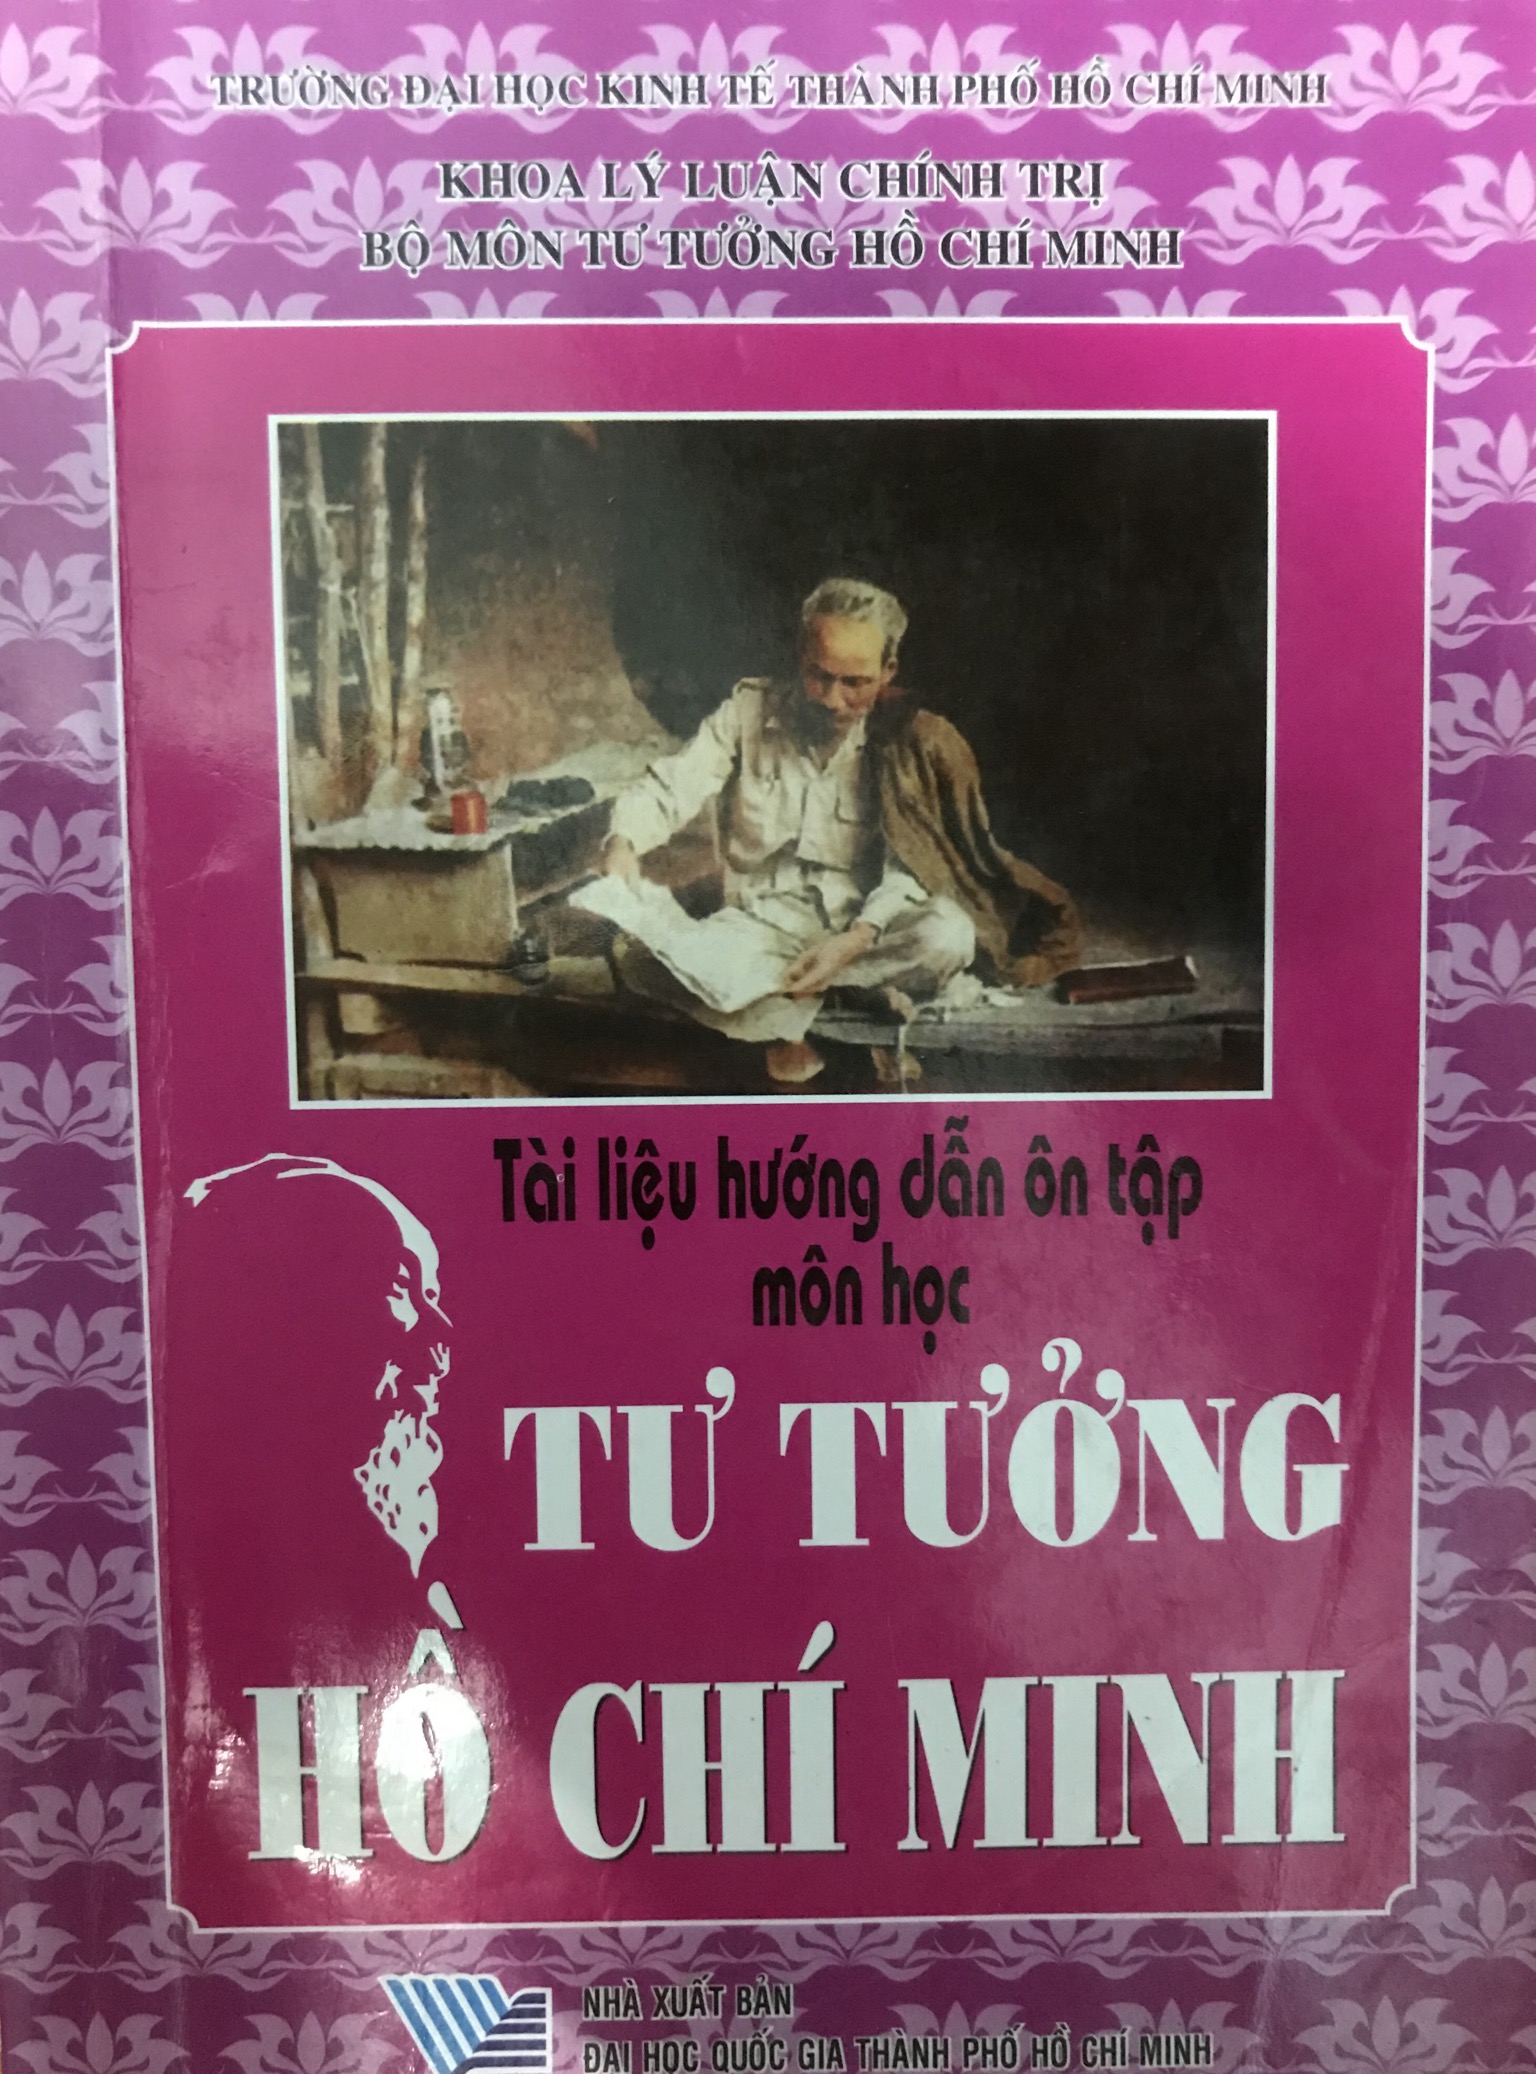 TRƯỜNG ĐẠI HỌC KINH TẾ THÀNH PHỐ HỒ CHÍ MINH
KHOA LÝ LUẬN CHÍNH TRỊ
BỘ MÔN TƯ TƯỞNG HỒ CHÍ MINH
Tài liệu hướng dẫn ôn tập
môn học
TƯ TƯỞNG
HỒ CHÍ MINH
NHÀ XUẤT BẢN
ĐẠI HỌC QUỐC GIA THÀNH PHỐ HỒ CHÍ MINH